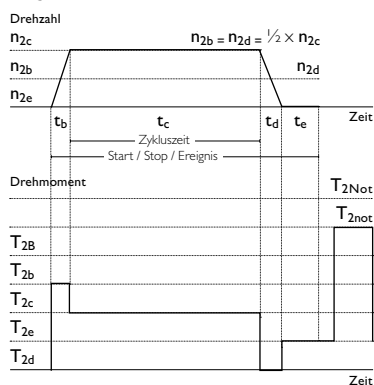 Drehzahl
n2c n2b = n2d = ½ × n2c
n2b n2d
n2e
tb tc td te Zeit
Zykluszeit
Start / Stop / Ereignis
Drehmoment T2Not
T2not
T2B
T2b
T2c
T2e
T2d
Zeit